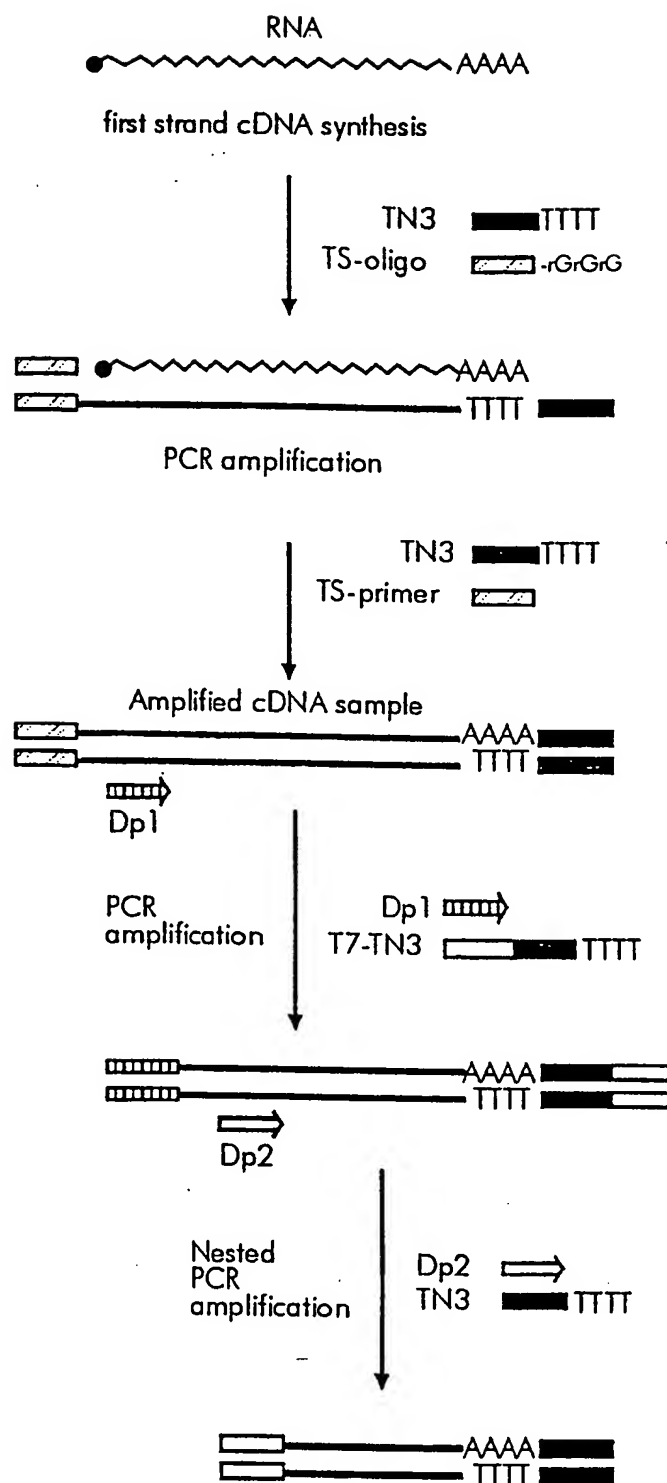 RNA
AAAA
first strand cDNA synthesis
TN3 TTTT
TS-oligo -rGrGrG
AAAA
TTTT
PCR amplification
TN3 TTTT
TS-primer
Amplified cDNA sample
AAAA
TTTT
Dp1
PCR
amplification
Dp1
T7-TN3 TTTT
AAAA
TTTT
Dp2
Nested
PCR
amplification
Dp2
TN3 TTTT
AAAA
TTTT